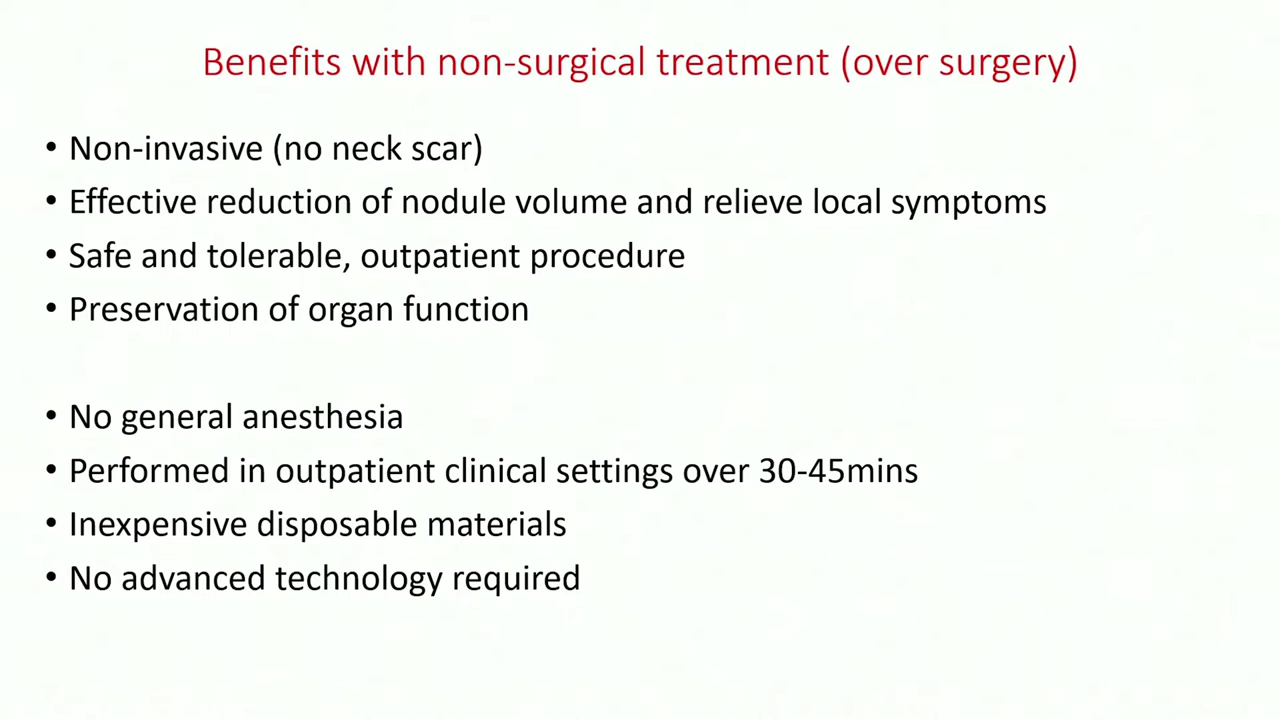 Benefits with non-surgical treatment (over surgery)
• Non-invasive (no neck scar)
• Effective reduction of nodule volume and relieve local symptoms
• Safe and tolerable, outpatient procedure
• Preservation of organ function
• No general anesthesia
• Performed in outpatient clinical settings over 30-45mins
• Inexpensive disposable materials
• No advanced technology required